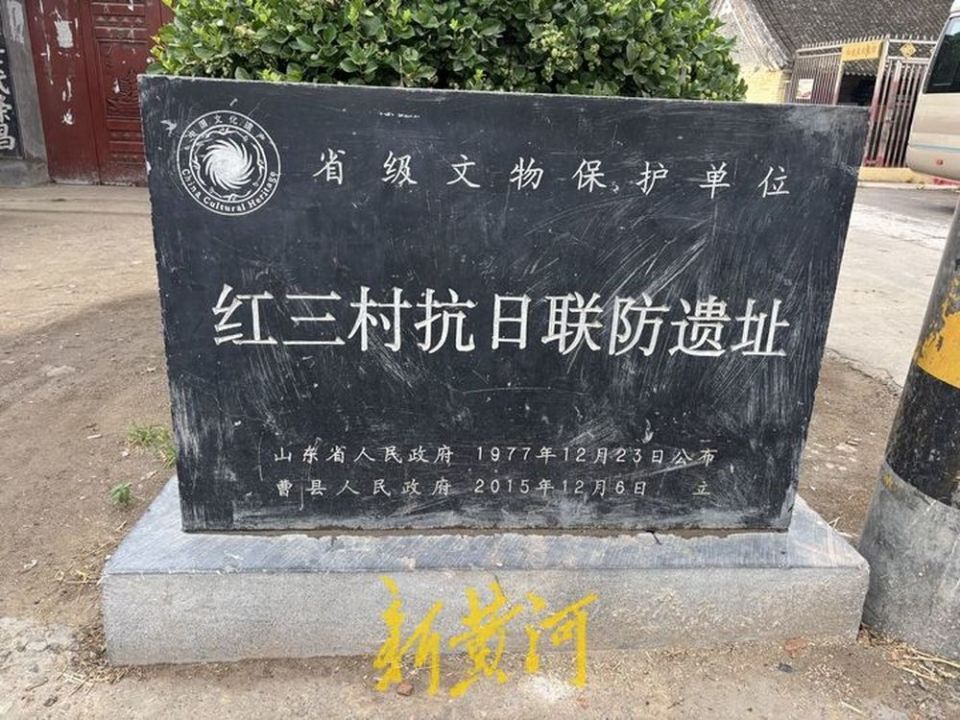 中国文化遗产
China Cultural Heritage
省级文物保护单位
红三村抗日联防遗址
山东省人民政府 1977年12月23日公布
曹县人民政府 2015年12月6日 立
新黄河